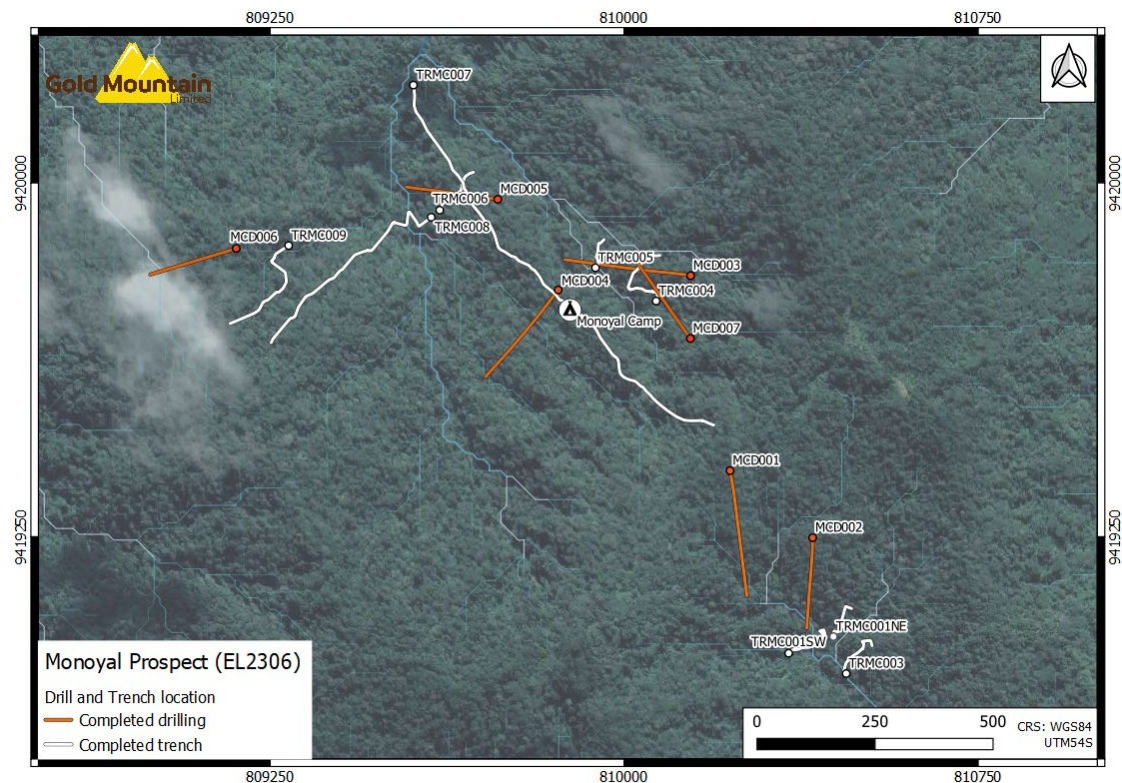 809250
810000
810750
Gold Mountain
Limited
TRMC007
9420000
9420000
MCD005
TRMC006
TRMC008
MCD006
TRMC009
TRMC005
MCD003
MCD004
TRMC004
Monoyal Camp
MCD007
MCD001
9419250
9419250
MCD002
TRMC001NE
TRMC001SW
TRMC003
Monoyal Prospect (EL2306)
Drill and Trench location
Completed drilling
Completed trench
0 250 500
CRS: WGS84
UTM54S
809250
810000
810750